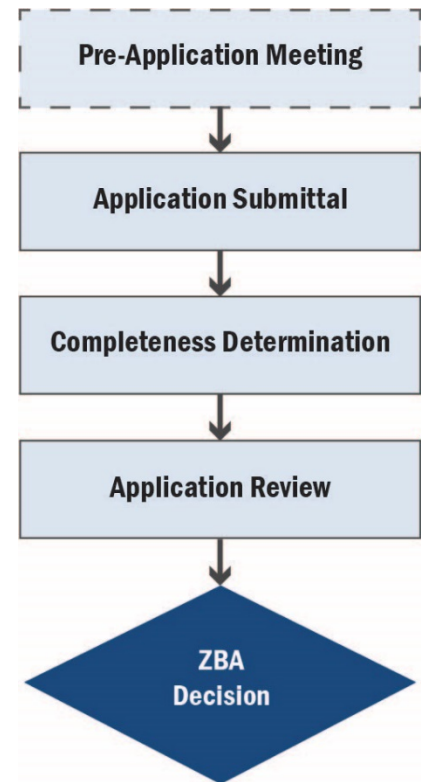 Pre-Application Meeting
Application Submittal
Completeness Determination
Application Review
ZBA
Decision